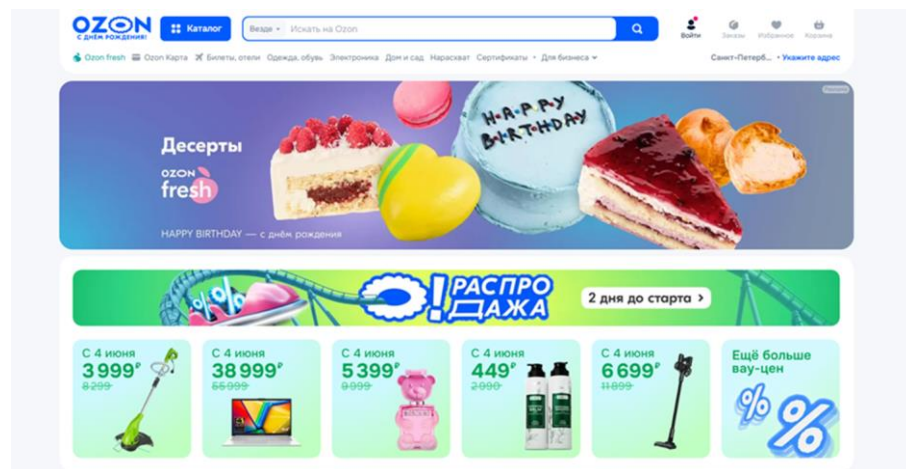 OZON
С ДНЁМ РОЖДЕНИЯ!
Каталог
Везде
Искать на Ozon
Войти
Заказы
Избранное
Корзина
Ozon fresh Ozon Карта Билеты, отели Одежда, обувь Электроника Дом и сад Нарасхват Сертификаты • Для бизнеса
Санкт-Петерб... • Укажите адрес
Десерты
OZON
fresh
HAPPY BIRTHDAY — с днём рождения
HAPPY
BIRTHDAY
%
О! РАСПРО
ДАЖА
2 дня до старта >
С 4 июня
3 999₽
8 299
С 4 июня
38 999₽
55 999
С 4 июня
5 399₽
9 999
С 4 июня
449₽
2 990
С 4 июня
6 699₽
11 899
Ещё больше
вау-цен
% %